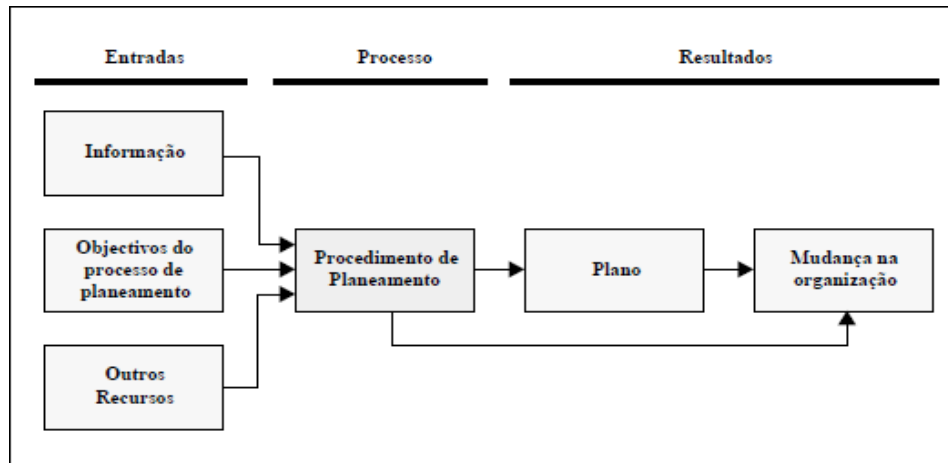 Entradas
Processo
Resultados
Informação
Objectivos do
processo de
planeamento
Outros
Recursos
Procedimento de
Planeamento
Plano
Mudança na
organização